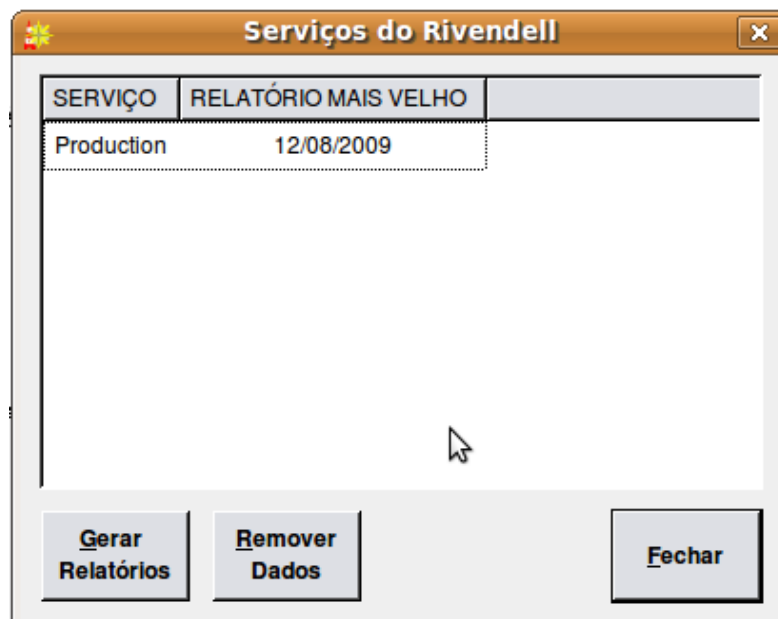 Serviços do Rivendell
SERVIÇO RELATÓRIO MAIS VELHO
Production 12/08/2009
Gerar Relatórios
Remover Dados
Fechar